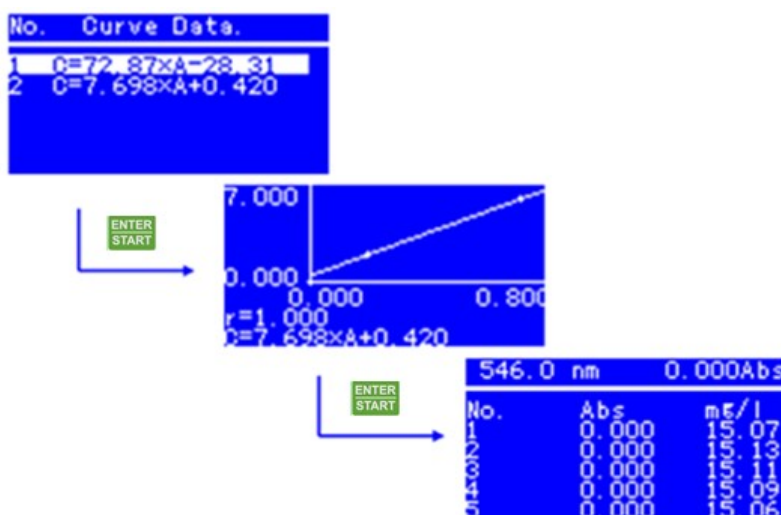 No. Curve Data.
1 C=72.87×A-28.31
2 C=7.698×A+0.420
ENTER
START
7.000
0.000
0.000 0.800
r=1.000
C=7.698×A+0.420
ENTER
START
546.0 nm 0.000Abs
No. Abs mg/l
1 0.000 15.07
2 0.000 15.13
3 0.000 15.11
4 0.000 15.09
5 0.000 15.06